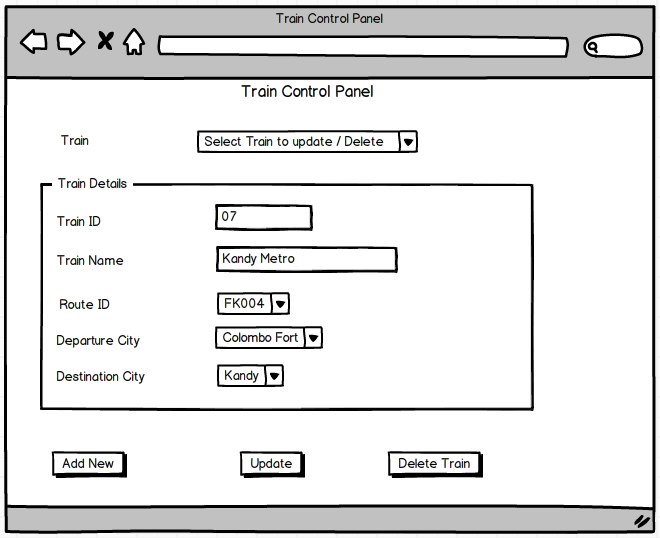 Train Control Panel
Train Control Panel
Train Select Train to update / Delete
Train Details
Train ID 07
Train Name Kandy Metro
Route ID FK004
Departure City Colombo Fort
Destination City Kandy
Add New Update Delete Train